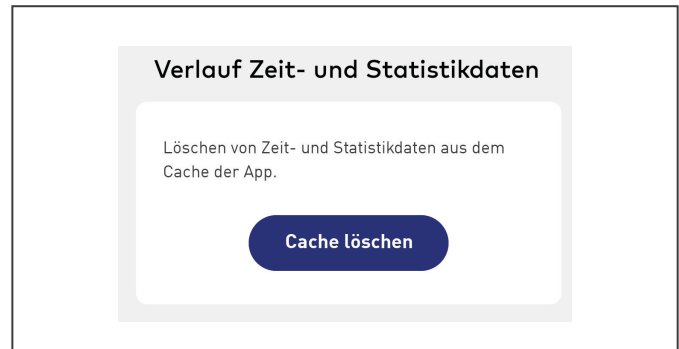 Verlauf Zeit- und Statistikdaten
Löschen von Zeit- und Statistikdaten aus dem
Cache der App.
Cache löschen